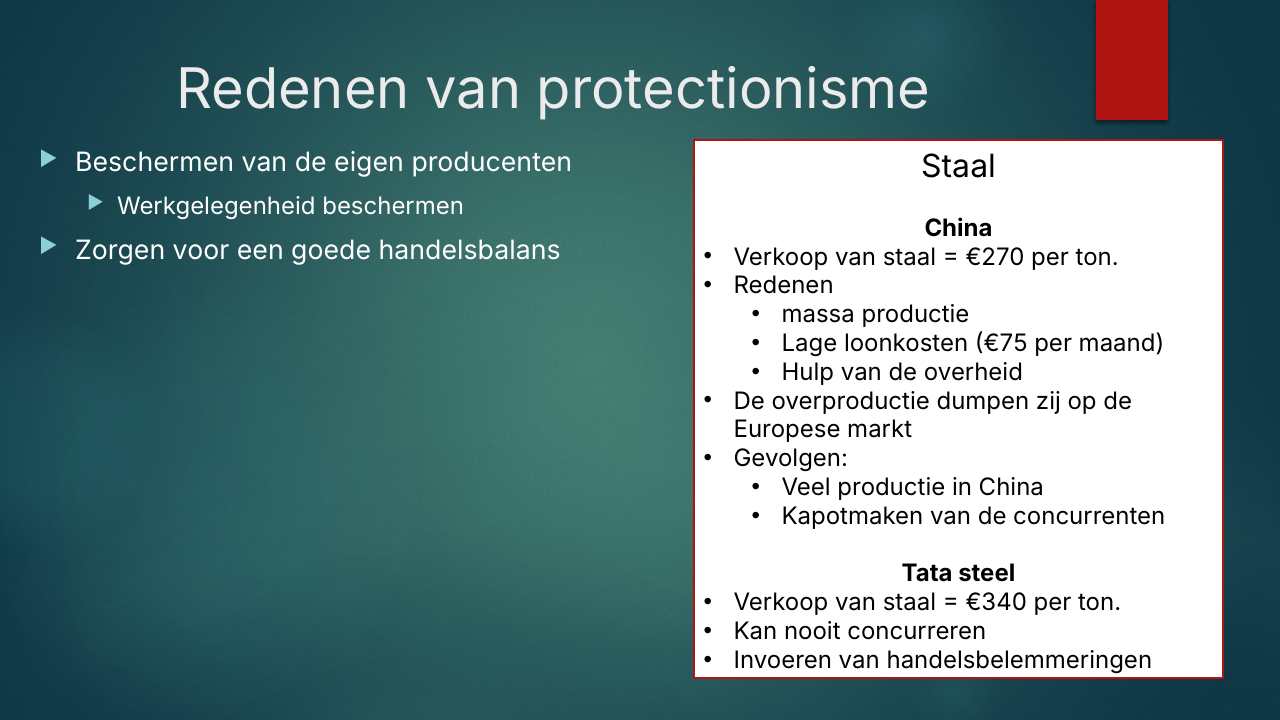 Redenen van protectionisme
Beschermen van de eigen producenten
Werkgelegenheid beschermen
Zorgen voor een goede handelsbalans
Staal
China
Verkoop van staal = €270 per ton.
Redenen
massa productie
Lage loonkosten (€75 per maand)
Hulp van de overheid
De overproductie dumpen zij op de
Europese markt
Gevolgen:
Veel productie in China
Kapotmaken van de concurrenten
Tata steel
Verkoop van staal = €340 per ton.
Kan nooit concurreren
Invoeren van handelsbelemmeringen